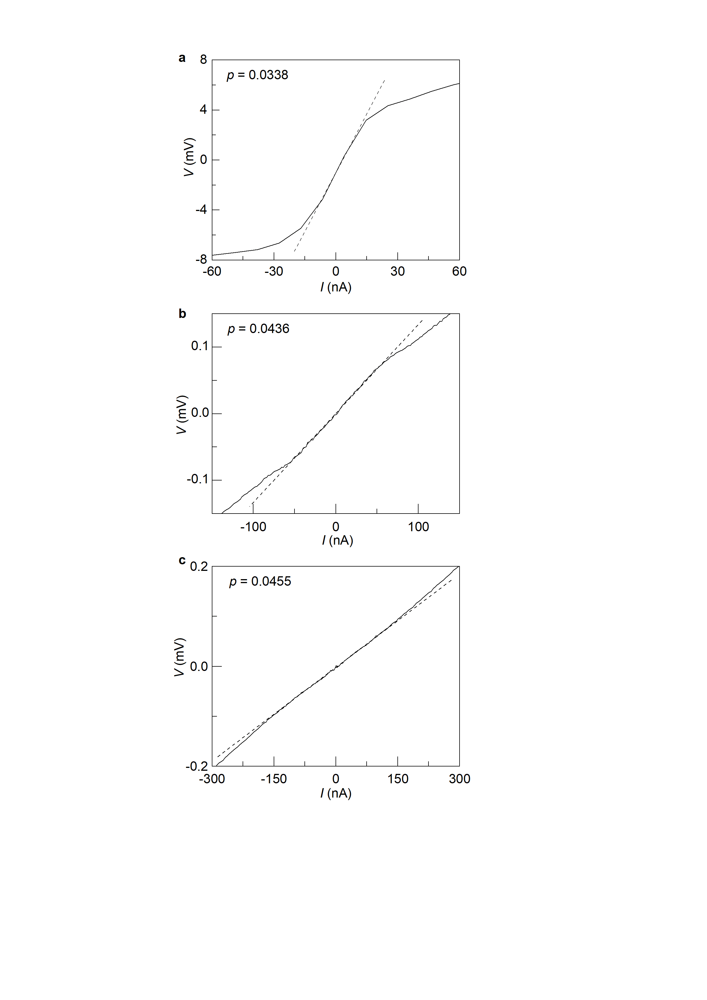 a
8
p = 0.0338
4
0
-4
-8
V (mV)
-60 -30 0 30 60
I (nA)
b
p = 0.0436
0.1
0.0
-0.1
V (mV)
-100 0 100
I (nA)
c
0.2
p = 0.0455
0.0
-0.2
V (mV)
-300 -150 0 150 300
I (nA)